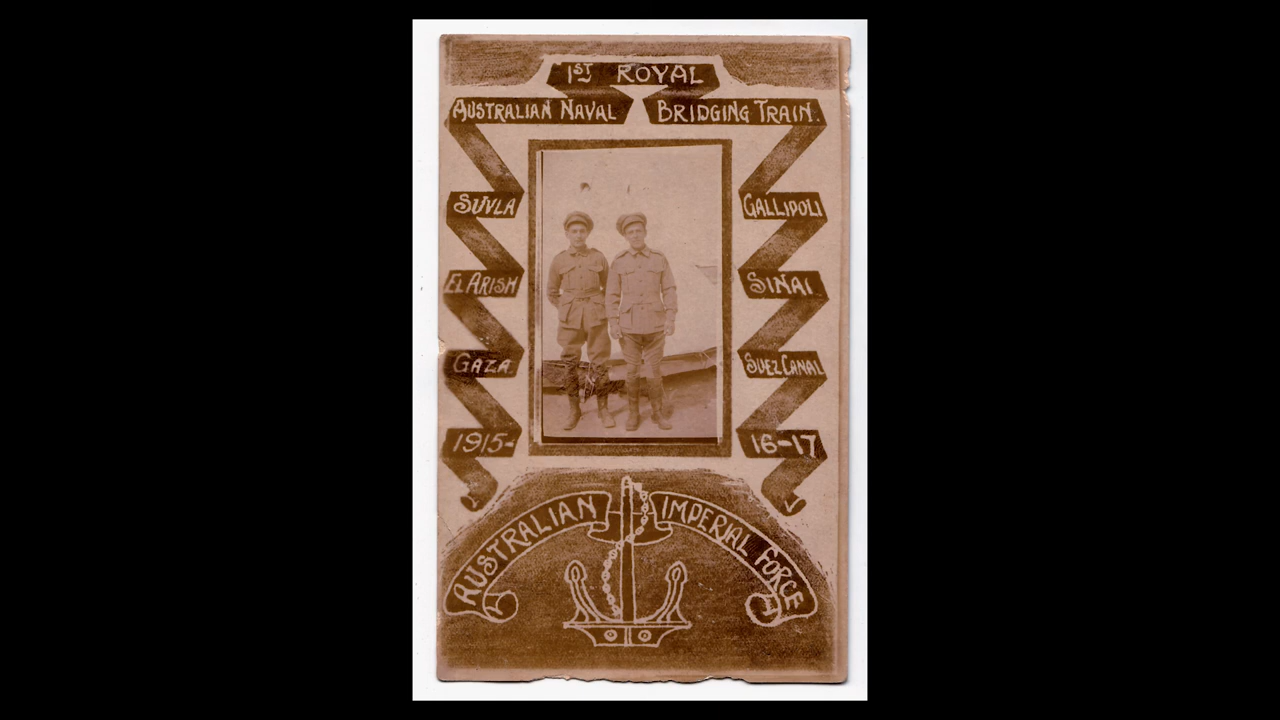 1ST ROYAL
AUSTRALIAN NAVAL BRIDGING TRAIN.
SUVLA GALLIPOLI
EL ARISH SINAI
GAZA. SUEZ CANAL
1915- 16-17
AUSTRALIAN IMPERIAL FORCE